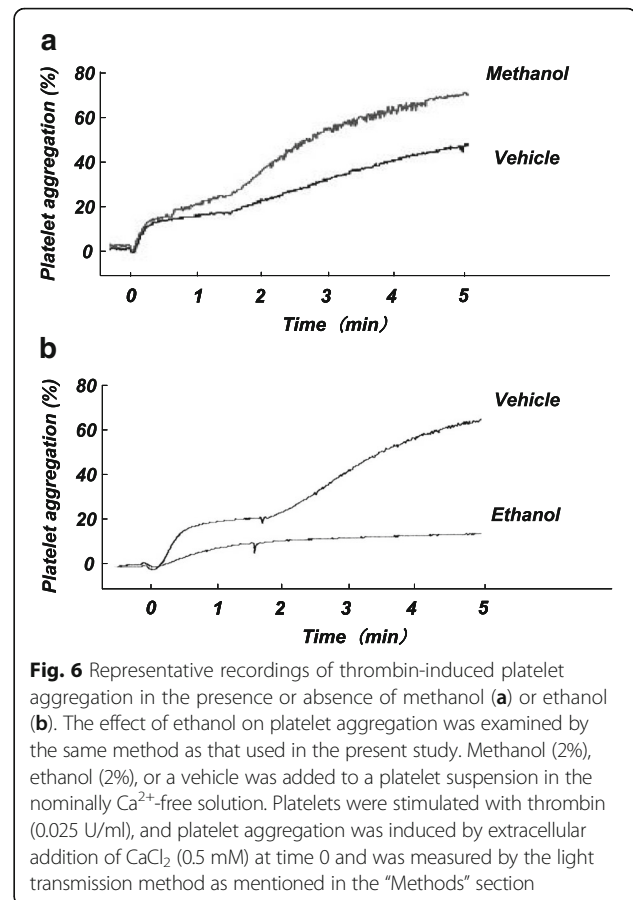 a
80
60
40
20
0
Platelet aggregation (%)
Methanol
Vehicle
0 1 2 3 4 5
Time (min)
b
80
60
40
20
0
Platelet aggregation (%)
Vehicle
Ethanol
0 1 2 3 4 5
Time (min)
Fig. 6 Representative recordings of thrombin-induced platelet
aggregation in the presence or absence of methanol (a) or ethanol
(b). The effect of ethanol on platelet aggregation was examined by
the same method as that used in the present study. Methanol (2%),
ethanol (2%), or a vehicle was added to a platelet suspension in the
nominally Ca²⁺-free solution. Platelets were stimulated with thrombin
(0.025 U/ml), and platelet aggregation was induced by extracellular
addition of CaCl₂ (0.5 mM) at time 0 and was measured by the light
transmission method as mentioned in the “Methods” section